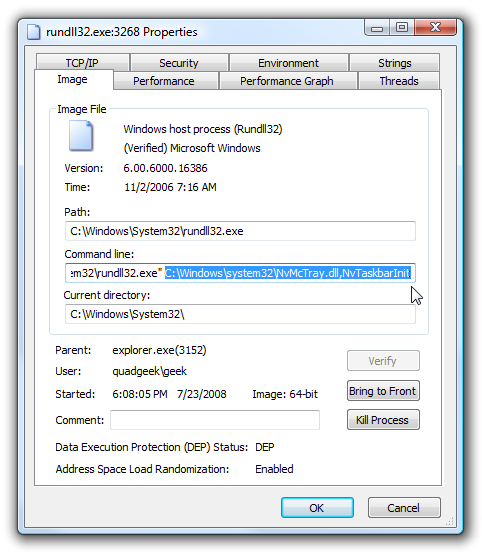 rundll32.exe:3268 Properties
TCP/IP Security Environment Strings
Image Performance Performance Graph Threads
Image File
Windows host process (Rundll32)
(Verified) Microsoft Windows
Version: 6.00.6000.16386
Time: 11/2/2006 7:16 AM
Path:
C:\Windows\System32\rundll32.exe
Command line:
em32\rundll32.exe" C:\Windows\system32\NvMcTray.dll,NvTaskbarInit
Current directory:
C:\Windows\System32\
Parent: explorer.exe(3152)
Verify
User: quadgeek\geek
Started: 6:08:05 PM 7/23/2008 Image: 64-bit
Bring to Front
Comment:
Kill Process
Data Execution Protection (DEP) Status: DEP
Address Space Load Randomization: Enabled
OK Cancel